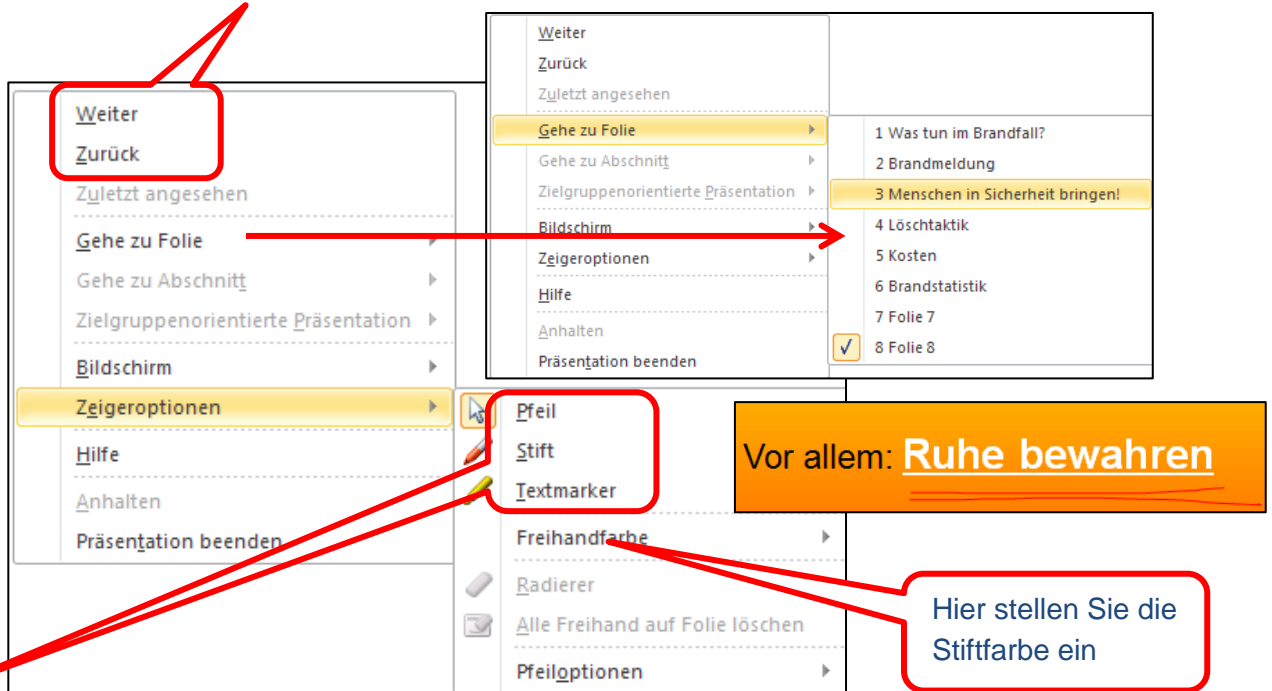 Weiter
Zurück
Zuletzt angesehen
Gehe zu Folie
Gehe zu Abschnitt
Zielgruppenorientierte Präsentation
Bildschirm
Zeigeroptionen
Hilfe
Anhalten
Präsentation beenden
Weiter
Zurück
Zuletzt angesehen
Gehe zu Folie
Gehe zu Abschnitt
Zielgruppenorientierte Präsentation
Bildschirm
Zeigeroptionen
Hilfe
Anhalten
Präsentation beenden
1 Was tun im Brandfall?
2 Brandmeldung
3 Menschen in Sicherheit bringen!
4 Löschtaktik
5 Kosten
6 Brandstatistik
7 Folie 7
8 Folie 8
Pfeil
Stift
Textmarker
Freihandfarbe
Radierer
Alle Freihand auf Folie löschen
Pfeiloptionen
Vor allem: Ruhe bewahren
Hier stellen Sie die
Stiftfarbe ein